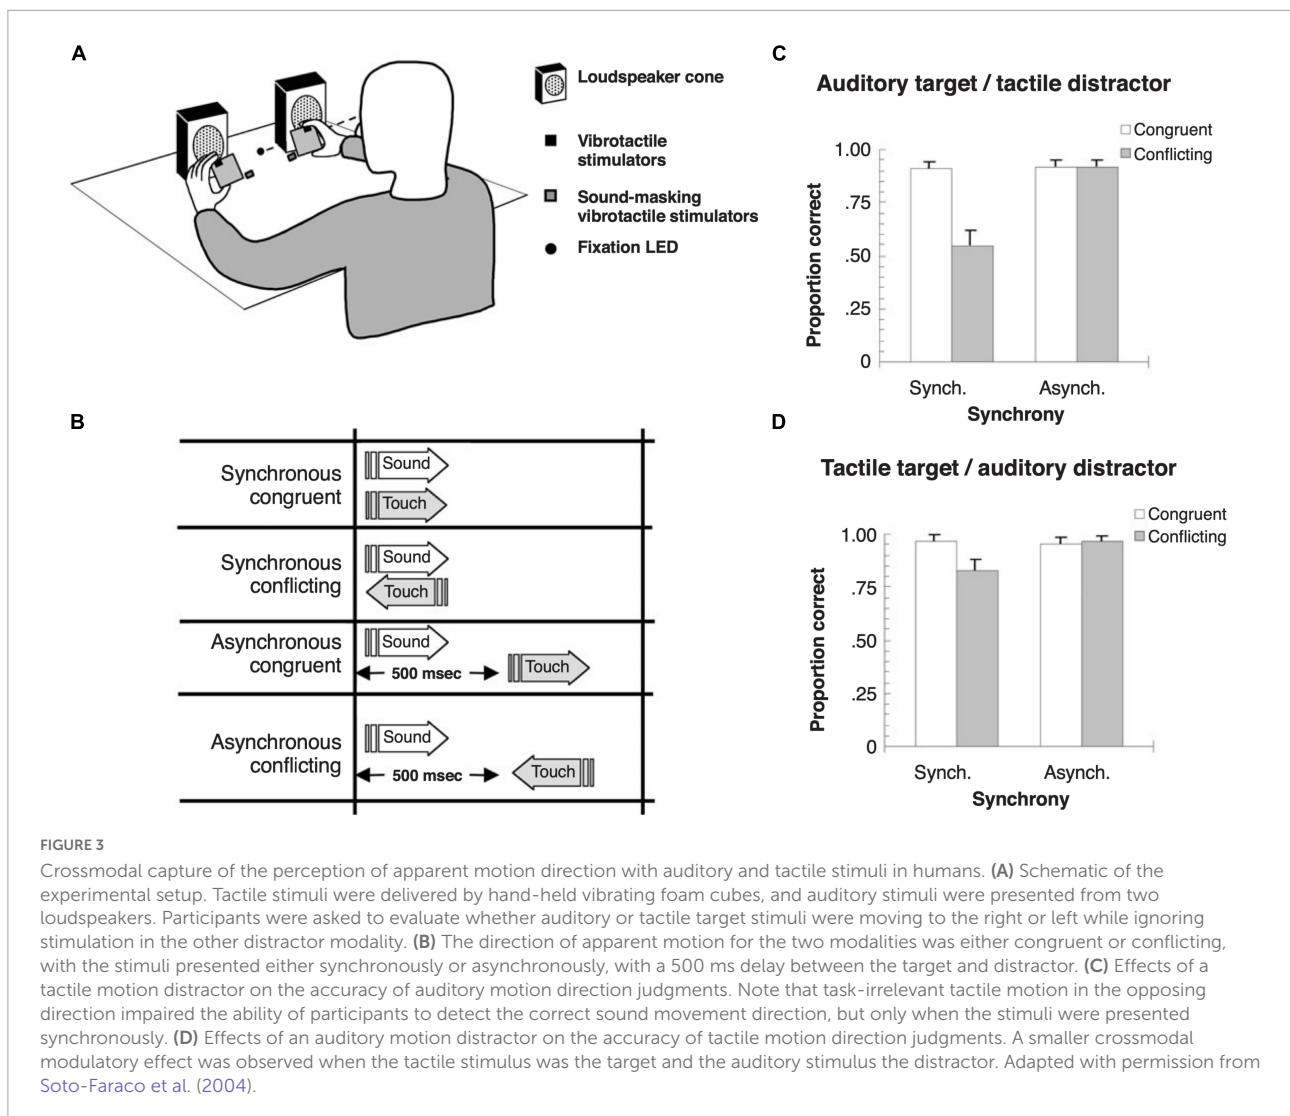 A
Loudspeaker cone
Vibrotactile
stimulators
Sound-masking
vibrotactile stimulators
Fixation LED
B
Synchronous
congruent
Sound
Touch
Synchronous
conflicting
Sound
Touch
Asynchronous
congruent
Sound
500 msec
Touch
Asynchronous
conflicting
Sound
500 msec
Touch
C
Auditory target / tactile distractor
Congruent
Conflicting
Proportion correct
1.00
.75
.50
.25
0
Synch.
Asynch.
Synchrony
D
Tactile target / auditory distractor
Congruent
Conflicting
Proportion correct
1.00
.75
.50
.25
0
Synch.
Asynch.
Synchrony
FIGURE 3
Crossmodal capture of the perception of apparent motion direction with auditory and tactile stimuli in humans. (A) Schematic of the
experimental setup. Tactile stimuli were delivered by hand-held vibrating foam cubes, and auditory stimuli were presented from two
loudspeakers. Participants were asked to evaluate whether auditory or tactile target stimuli were moving to the right or left while ignoring
stimulation in the other distractor modality. (B) The direction of apparent motion for the two modalities was either congruent or conflicting,
with the stimuli presented either synchronously or asynchronously, with a 500 ms delay between the target and distractor. (C) Effects of a
tactile motion distractor on the accuracy of auditory motion direction judgments. Note that task-irrelevant tactile motion in the opposing
direction impaired the ability of participants to detect the correct sound movement direction, but only when the stimuli were presented
synchronously. (D) Effects of an auditory motion distractor on the accuracy of tactile motion direction judgments. A smaller crossmodal
modulatory effect was observed when the tactile stimulus was the target and the auditory stimulus the distractor. Adapted with permission from
Soto-Faraco et al. (2004).